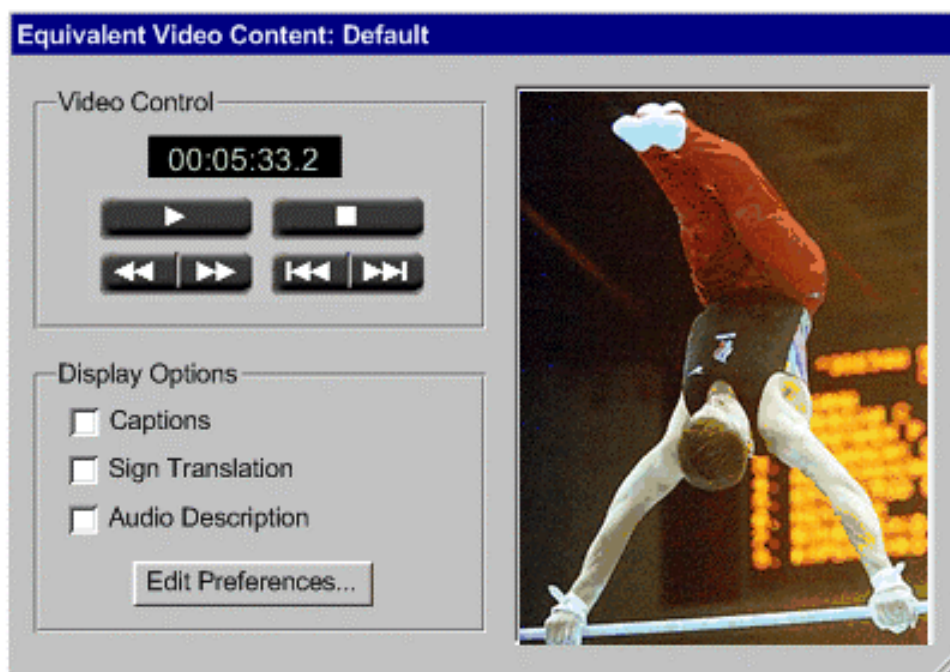 Equivalent Video Content: Default
Video Control
00:05:33.2
Display Options
Captions
Sign Translation
Audio Description
Edit Preferences...